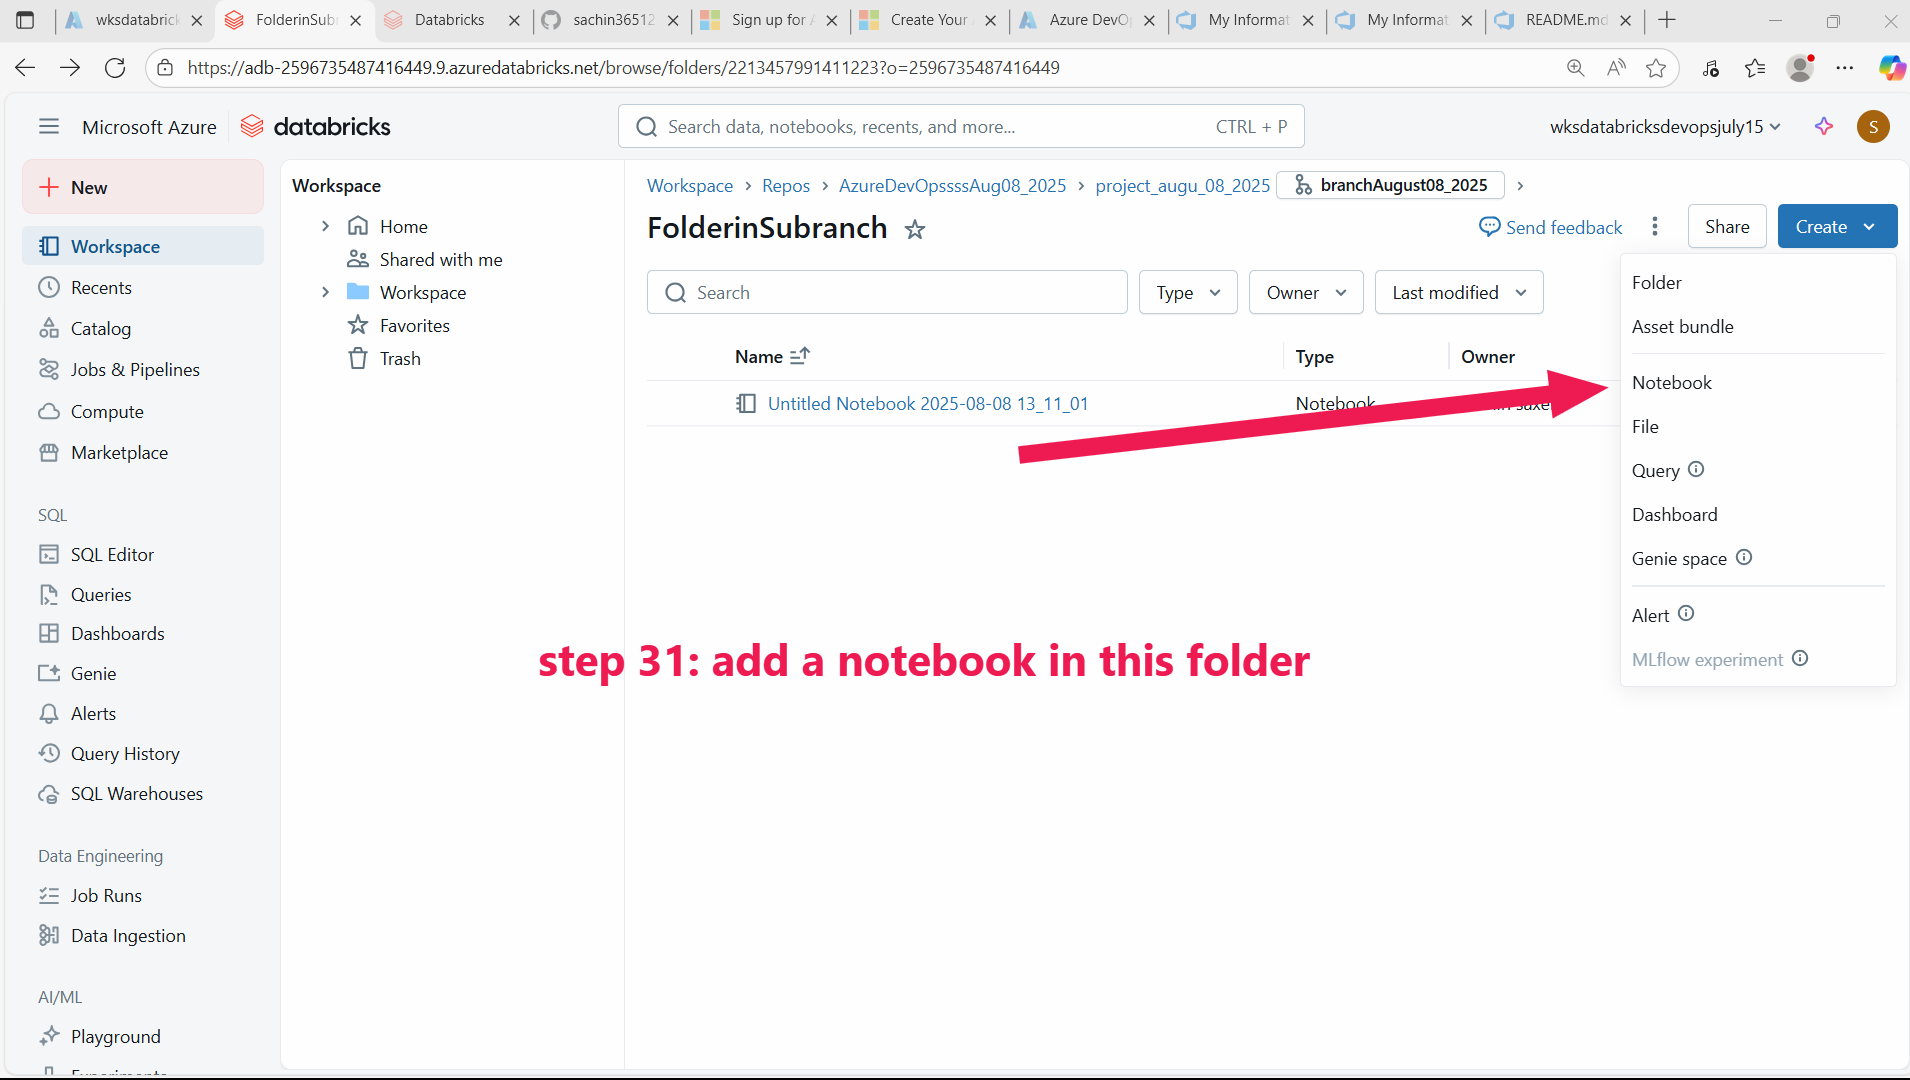 wksdatabrick
FolderinSubr
Databricks
sachin36512
Sign up for A
Create Your A
Azure DevOp
My Informat
My Informat
README.md
https://adb-2596735487416449.9.azuredatabricks.net/browse/folders/2213457991411223?o=2596735487416449
Microsoft Azure
databricks
Search data, notebooks, recents, and more...
CTRL + P
wksdatabricksdevopsjuly15
S
New
Workspace
Recents
Catalog
Jobs & Pipelines
Compute
Marketplace
SQL
SQL Editor
Queries
Dashboards
Genie
Alerts
Query History
SQL Warehouses
Data Engineering
Job Runs
Data Ingestion
AI/ML
Playground
Experiments
Workspace
Home
Shared with me
Workspace
Favorites
Trash
Workspace > Repos > AzureDevOpssssAug08_2025 > project_augu_08_2025 branchAugust08_2025 >
FolderinSubranch
Send feedback
Share
Create
Search
Type
Owner
Last modified
Name
Type
Owner
Untitled Notebook 2025-08-08 13_11_01
Notebook
Folder
Asset bundle
Notebook
File
Query
Dashboard
Genie space
Alert
MLflow experiment
step 31: add a notebook in this folder